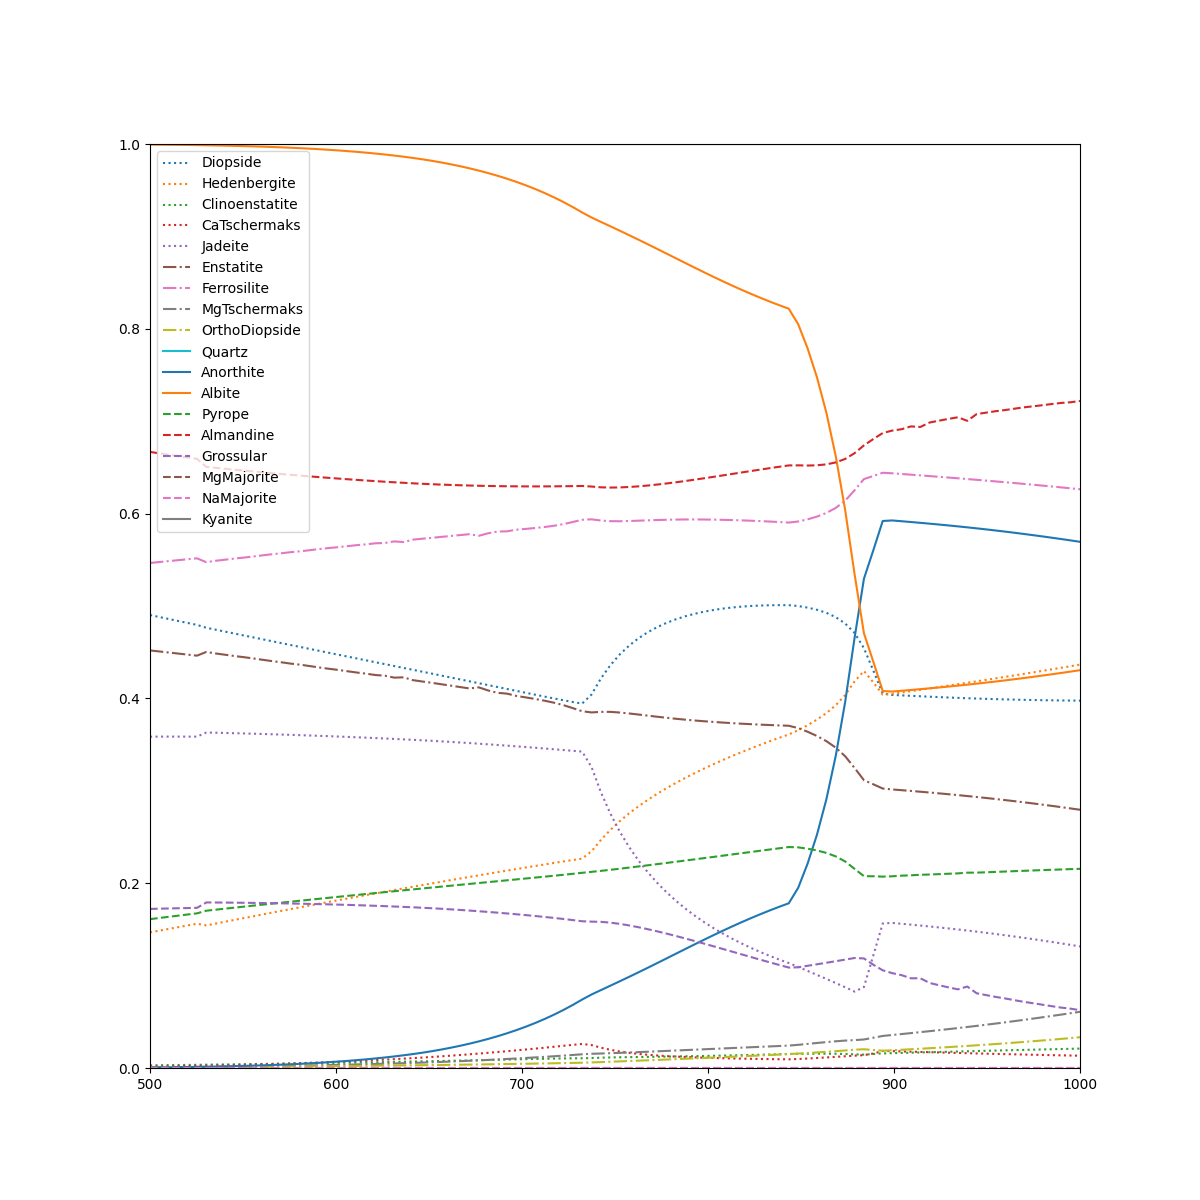 1.0
0.8
0.6
0.4
0.2
0.0
Diopside
Hedenbergite
Clinoenstatite
CaTschermaks
Jadeite
Enstatite
Ferrosilite
MgTschermaks
OrthoDiopside
Quartz
Anorthite
Albite
Pyrope
Almandine
Grossular
MgMajorite
NaMajorite
Kyanite
500 600 700 800 900 1000